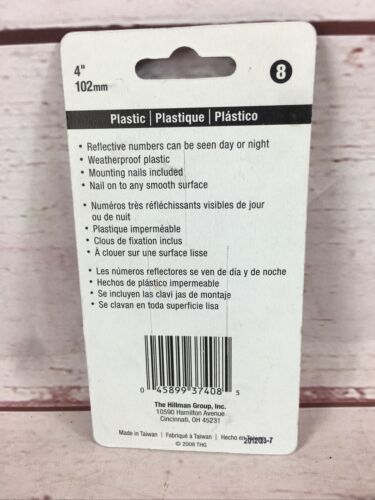 4"
102mm
8
Plastic | Plastique | Plástico
• Reflective numbers can be seen day or night
• Weatherproof plastic
• Mounting nails included
• Nail on to any smooth surface
• Numéros très réfléchissants visibles de jour
ou de nuit
• Plastique imperméable
• Clous de fixation inclus
• À clouer sur une surface lisse
• Les números reflectores se ven de día y de noche
• Hechos de plástico impermeable
• Se incluyen las clavi jas de montaje
• Se clavan en toda superficie lisa
0 45899 37408 5
The Hillman Group, Inc.
10590 Hamilton Avenue
Cincinnati, OH 45231
Made in Taiwan | Fabriqué à Taiwan | Hecho en
© 2008 THG